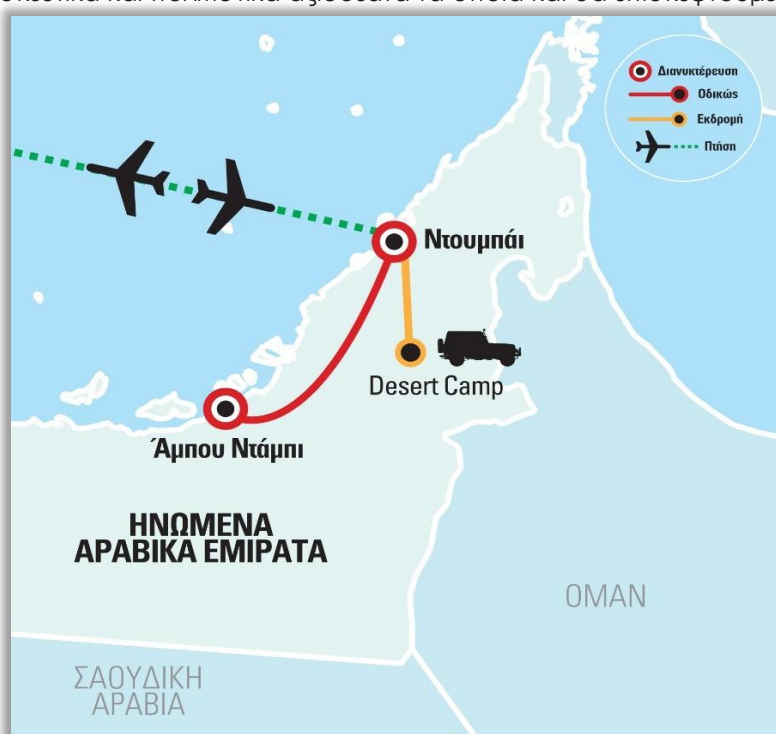 Διανυκτέρευση
Οδικώς
Εκδρομή
Πτήση
Ντουμπάι
Desert Camp
Άμπου Ντάμπι
ΗΝΩΜΕΝΑ
ΑΡΑΒΙΚΑ ΕΜΙΡΑΤΑ
ΟΜΑΝ
ΣΑΟΥΔΙΚΗ
ΑΡΑΒΙΑ